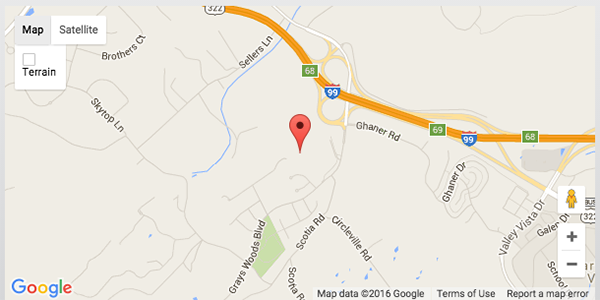 322
Map
Satellite
Terrain
Brothers Ct
Sellers Ln
68
99
Skytop Ln
Ghaner Rd
69
99
68
Ghaner Dr
Valley Vista Dr
Galen Dr
322
Grays Woods Blvd
Scotia Rd
Scotia Rd
Circleville Rd
+
−
Google
Map data ©2016 Google
Terms of Use
Report a map error